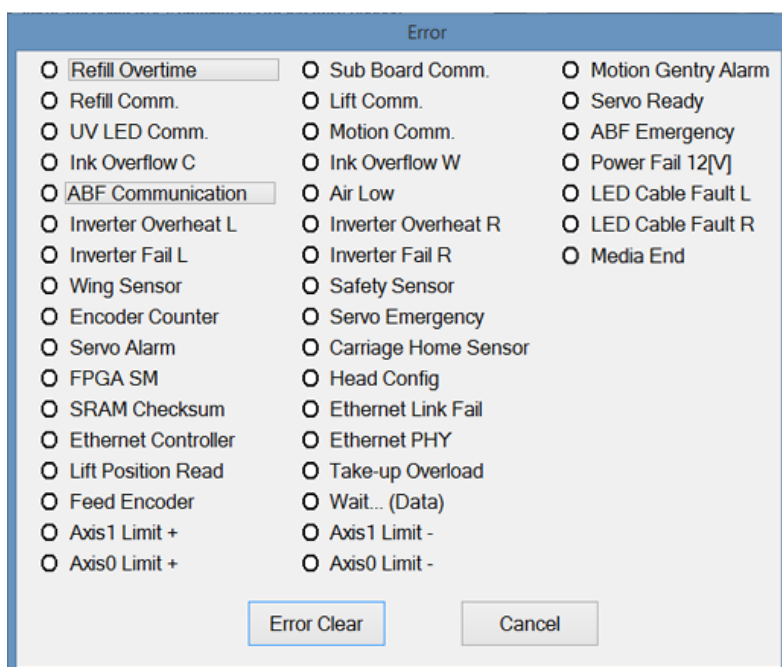 Error
Refill Overtime Sub Board Comm. Motion Gentry Alarm
Refill Comm. Lift Comm. Servo Ready
UV LED Comm. Motion Comm. ABF Emergency
Ink Overflow C Ink Overflow W Power Fail 12[V]
ABF Communication Air Low LED Cable Fault L
Inverter Overheat L Inverter Overheat R LED Cable Fault R
Inverter Fail L Inverter Fail R Media End
Wing Sensor Safety Sensor
Encoder Counter Servo Emergency
Servo Alarm Carriage Home Sensor
FPGA SM Head Config
SRAM Checksum Ethernet Link Fail
Ethernet Controller Ethernet PHY
Lift Position Read Take-up Overload
Feed Encoder Wait... (Data)
Axis1 Limit + Axis1 Limit -
Axis0 Limit + Axis0 Limit -
Error Clear Cancel